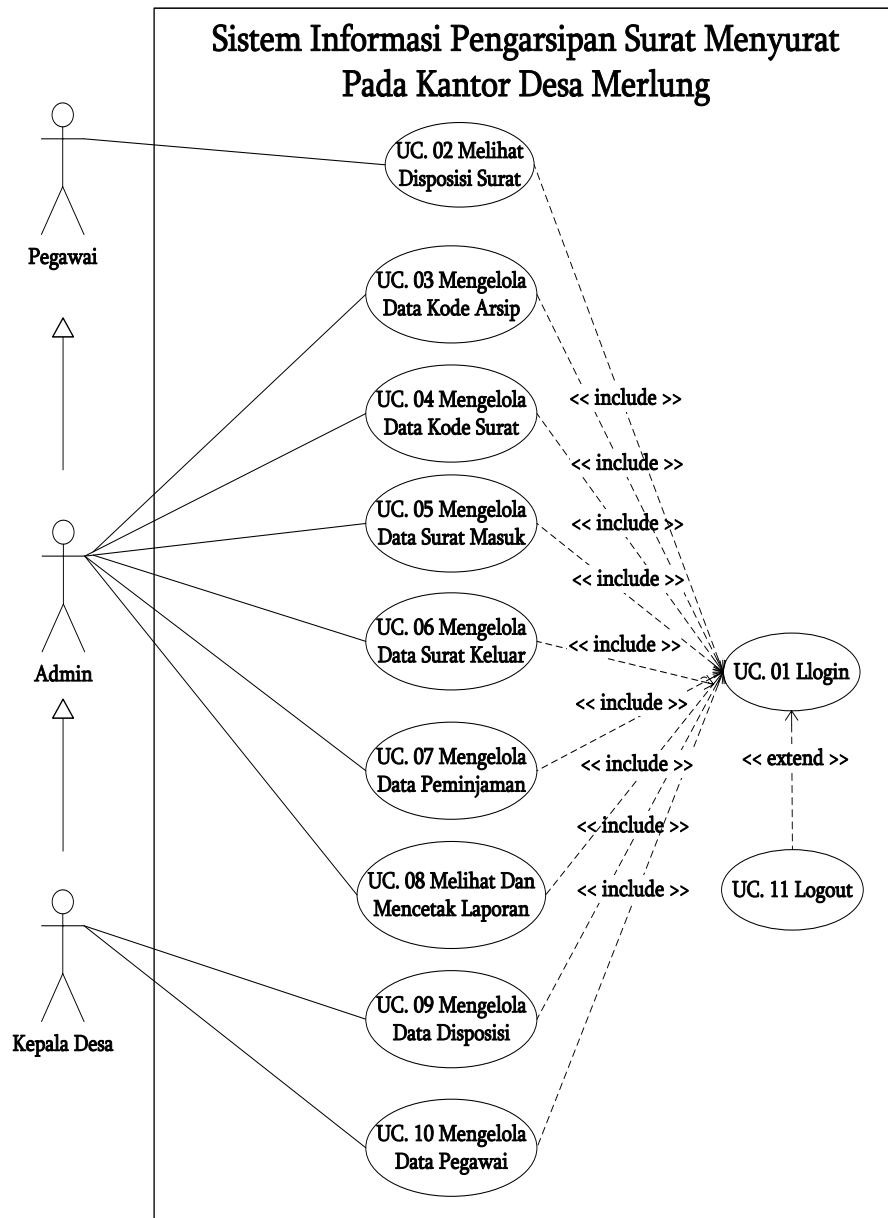 Sistem Informasi Pengarsipan Surat Menyurat
Pada Kantor Desa Merlung
Pegawai
UC. 02 Melihat
Disposisi Surat
UC. 03 Mengelola
Data Kode Arsip
UC. 04 Mengelola
Data Kode Surat
<< include >>
<< include >>
UC. 05 Mengelola
Data Surat Masuk
<< include >>
<< include >>
Admin
UC. 06 Mengelola
Data Surat Keluar
<< include >>
UC. 01 Llogin
<< include >>
UC. 07 Mengelola
Data Peminjaman
<< include >>
<< extend >>
<< include >>
UC. 08 Melihat Dan
Mencetak Laporan
<< include >>
UC. 11 Logout
Kepala Desa
UC. 09 Mengelola
Data Disposisi
UC. 10 Mengelola
Data Pegawai